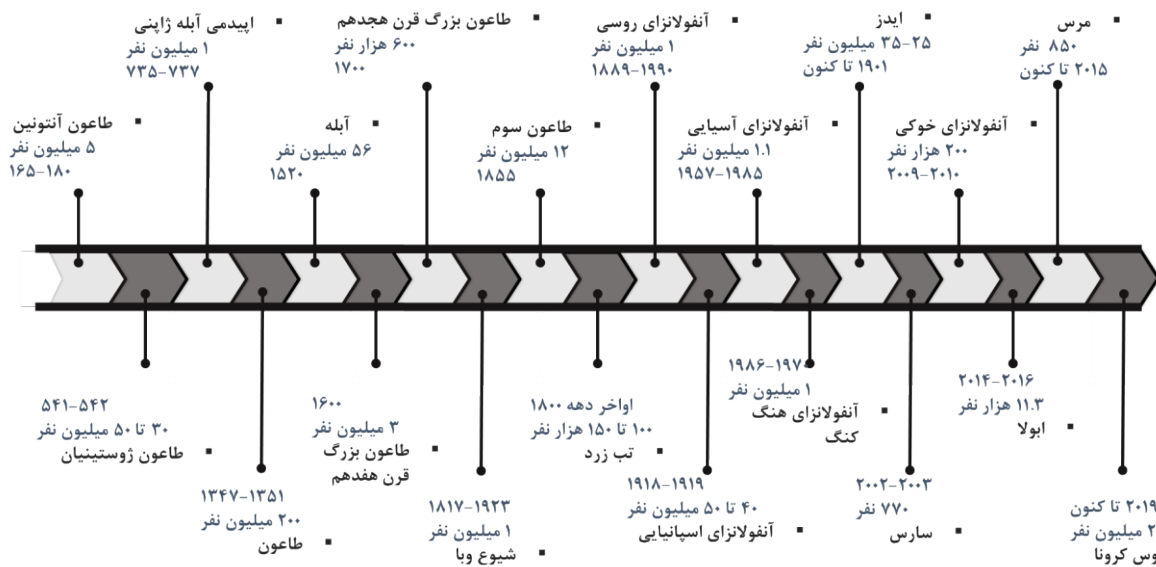 طاعون آنتونین
۵ میلیون نفر
۱۶۵-۱۸۰
۵۴۱-۵۴۲
۳۰ تا ۵۰ میلیون نفر
طاعون ژوستینیان
اپیدمی آبله ژاپنی
۱ میلیون نفر
۷۳۵-۷۳۷
۱۳۴۷-۱۳۵۱
۲۰۰ میلیون نفر
طاعون
آبله
۵۶ میلیون نفر
۱۵۲۰
۱۶۰۰
۳ میلیون نفر
طاعون بزرگ
قرن هفدهم
طاعون بزرگ قرن هجدهم
۶۰۰ هزار نفر
۱۷۰۰
۱۸۱۷-۱۹۲۳
۱ میلیون نفر
شیوع وبا
طاعون سوم
۱۲ میلیون نفر
۱۸۵۵
اواخر دهه ۱۸۰۰
۱۰۰ تا ۱۵۰ هزار نفر
تب زرد
آنفولانزای روسی
۱ میلیون نفر
۱۸۸۹-۱۹۹۰
۱۹۱۸-۱۹۱۹
۴۰ تا ۵۰ میلیون نفر
آنفولانزای اسپانیایی
آنفولانزای آسیایی
۱.۱ میلیون نفر
۱۹۵۷-۱۹۸۵
۱۹۸۶-۱۹۷۰
۱ میلیون نفر
آنفولانزای هنگ
کنگ
ایدز
۲۵-۳۵ میلیون نفر
۱۹۰۱ تا کنون
۲۰۰۲-۲۰۰۳
۷۷۰ نفر
سارس
آنفولانزای خوکی
۲۰۰ هزار نفر
۲۰۰۹-۲۰۱۰
۲۰۱۴-۲۰۱۶
۱۱.۳ هزار نفر
ابولا
مرس
۸۵۰ نفر
۲۰۱۵ تا کنون
۲۰۱۹ تا کنون
میلیون نفر
کرونا